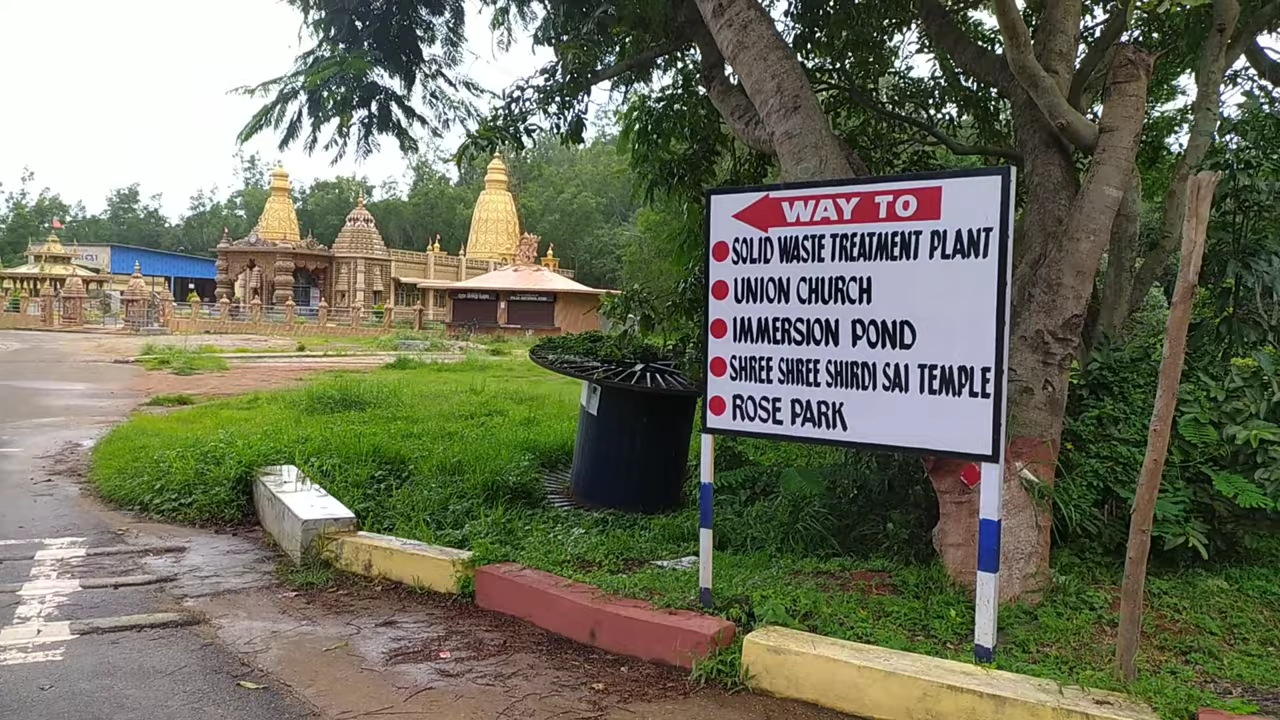 WAY TO
SOLID WASTE TREATMENT PLANT
UNION CHURCH
IMMERSION POND
SHREE SHREE SHIRDI SAI TEMPLE
ROSE PARK